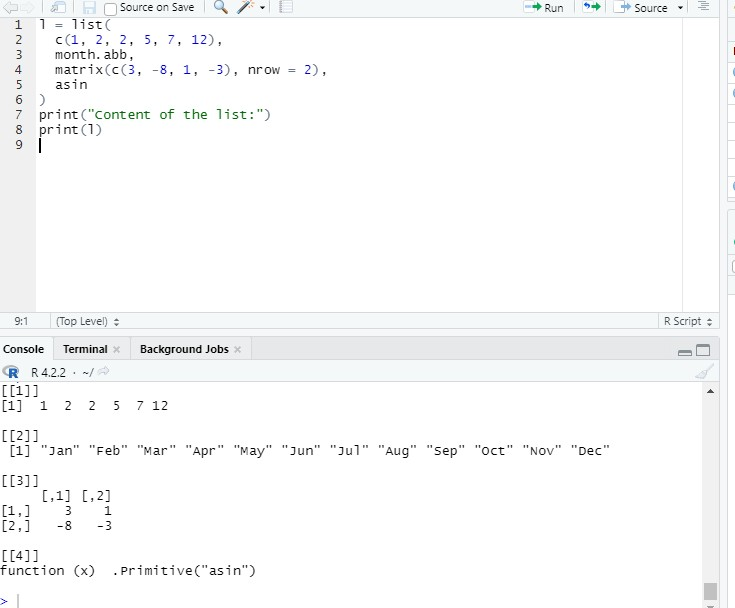 Source on Save
Run
Source
1 l = list(
2 c(1, 2, 2, 5, 7, 12),
3 month.abb,
4 matrix(c(3, -8, 1, -3), nrow = 2),
5 asin
6 )
7 print("Content of the list:")
8 print(l)
9
9:1 (Top Level) R Script
Console Terminal Background Jobs
R R 4.2.2 · ~/
[[1]]
[1]  1  2  2  5  7 12
[[2]]
[1] "Jan" "Feb" "Mar" "Apr" "May" "Jun" "Jul" "Aug" "Sep" "Oct" "Nov" "Dec"
[[3]]
[,1] [,2]
[1,]    3    1
[2,]   -8   -3
[[4]]
function (x)  .Primitive("asin")
>